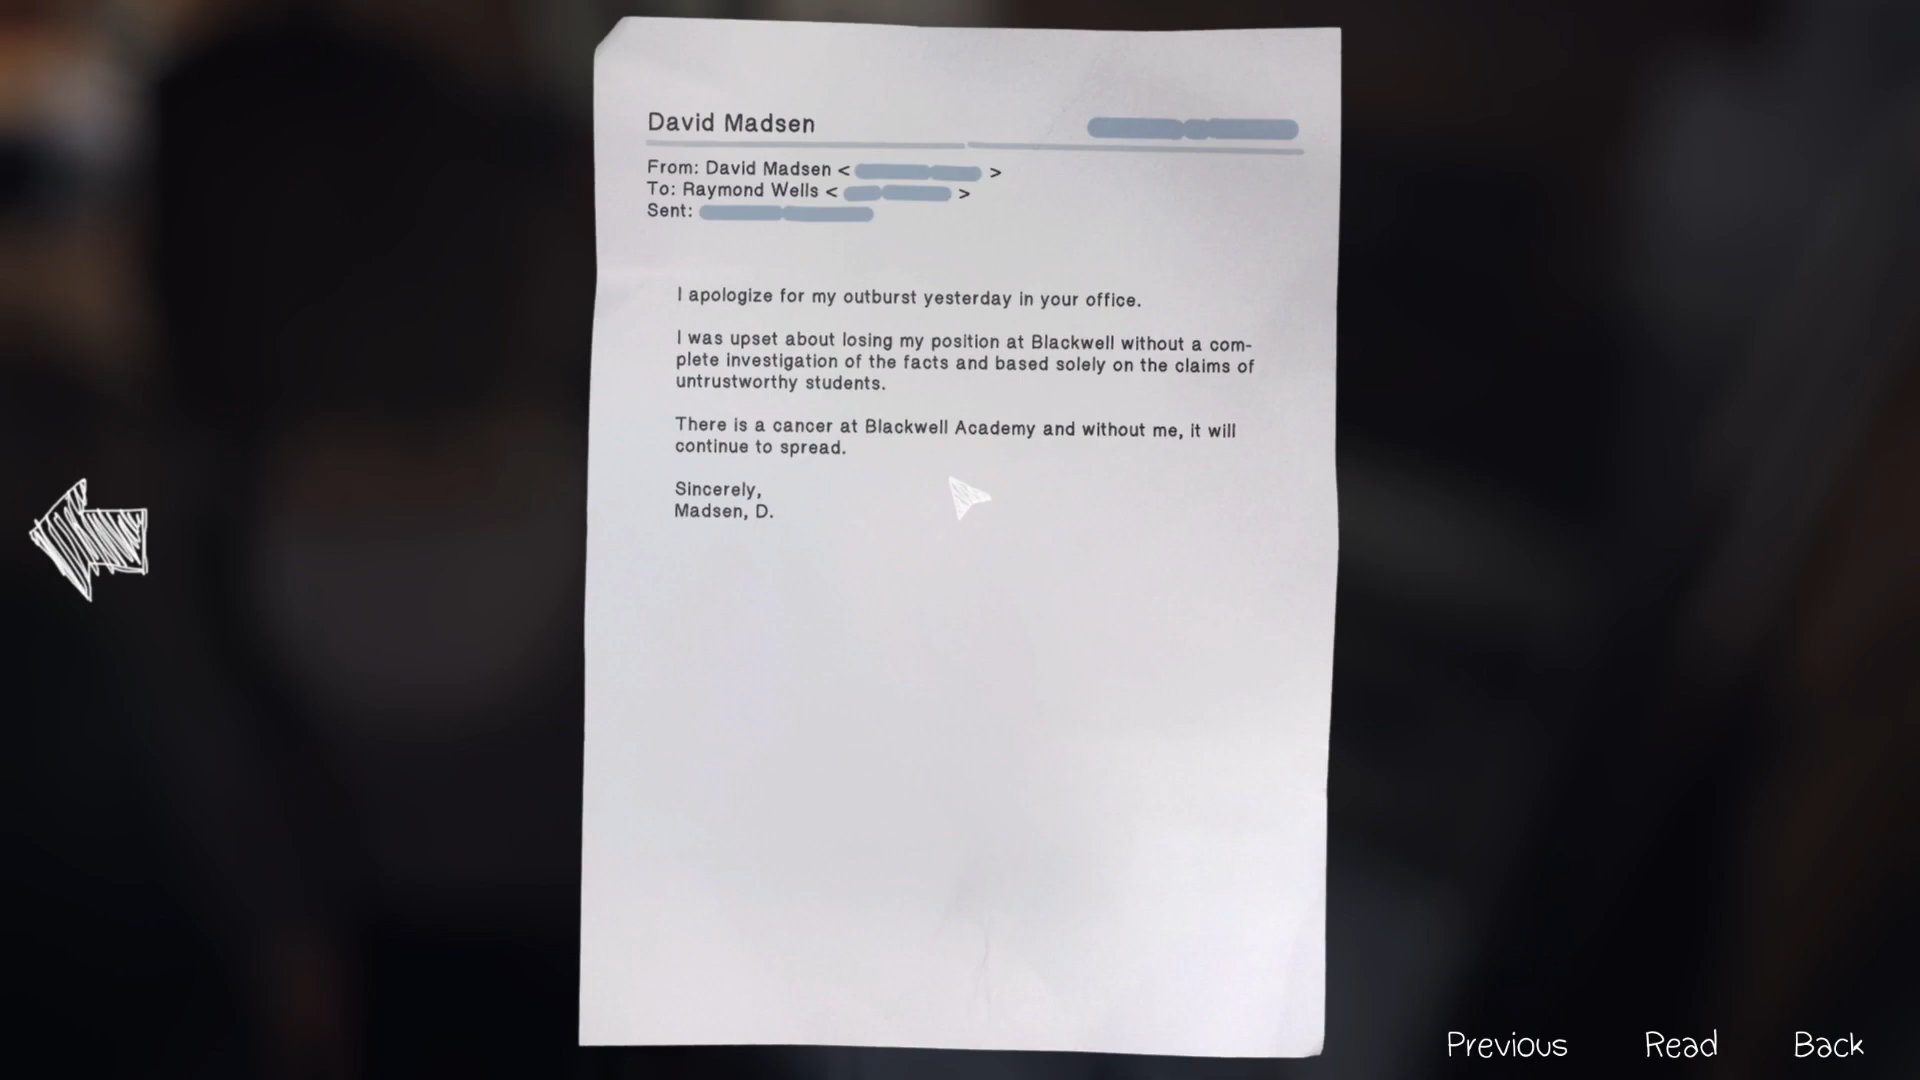 David Madsen
From: David Madsen < >
To: Raymond Wells < >
Sent:
I apologize for my outburst yesterday in your office.
I was upset about losing my position at Blackwell without a com-
plete investigation of the facts and based solely on the claims of
untrustworthy students.
There is a cancer at Blackwell Academy and without me, it will
continue to spread.
Sincerely,
Madsen, D.
Previous Read Back